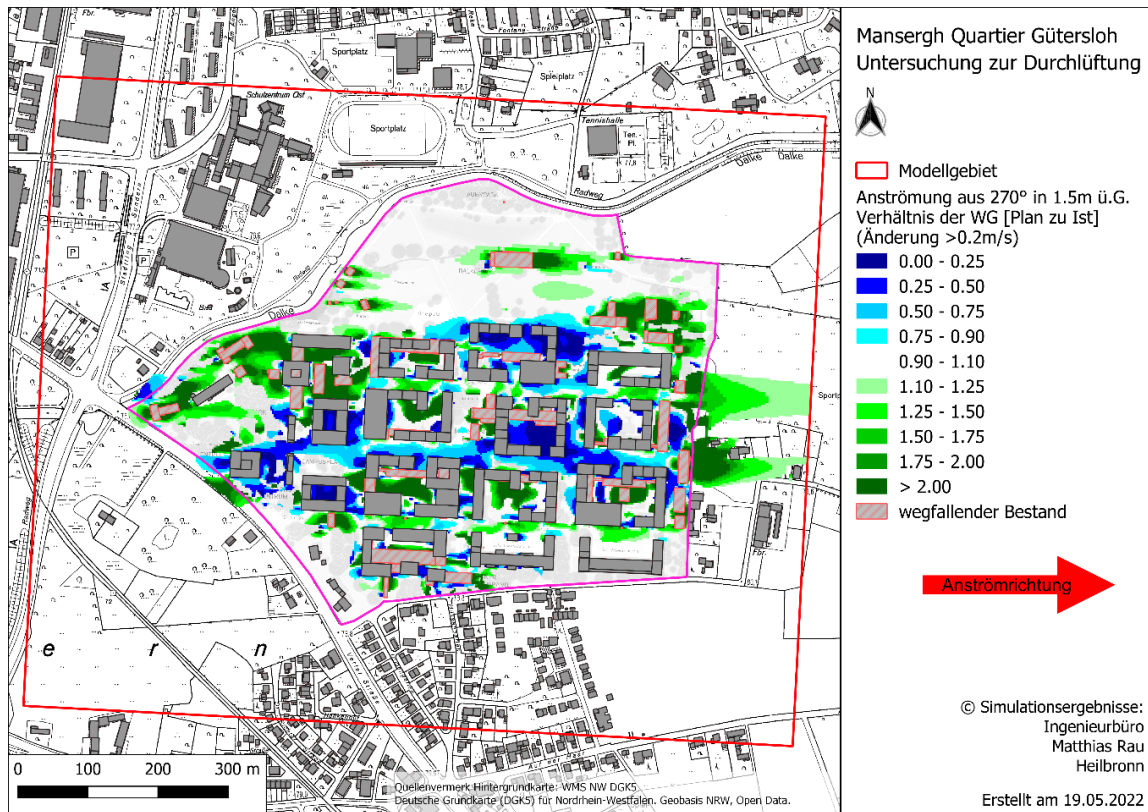 Mansergh Quartier Gütersloh
Untersuchung zur Durchlüftung
N
Modellgebiet
Anströmung aus 270° in 1.5m ü.G.
Verhältnis der WG [Plan zu Ist]
(Änderung >0.2m/s)
0.00 - 0.25
0.25 - 0.50
0.50 - 0.75
0.75 - 0.90
0.90 - 1.10
1.10 - 1.25
1.25 - 1.50
1.50 - 1.75
1.75 - 2.00
> 2.00
wegfallender Bestand
Anströmrichtung
© Simulationsergebnisse:
Ingenieurbüro
Matthias Rau
Heilbronn
Erstellt am 19.05.2022
Fbr.
Sportplatz
Spielplatz
Schulzentrum Ost
Sportplatz
Tennishalle
Ten.
Pl.
Dalke
Dalke
Radweg
P
P
Dalke
Radweg
Fbr.
e r n
0 100 200 300 m
Quellenvermerk Hintergrundkarte: WMS NW DGK5
Deutsche Grundkarte (DGK5) für Nordrhein-Westfalen. Geobasis NRW, Open Data.